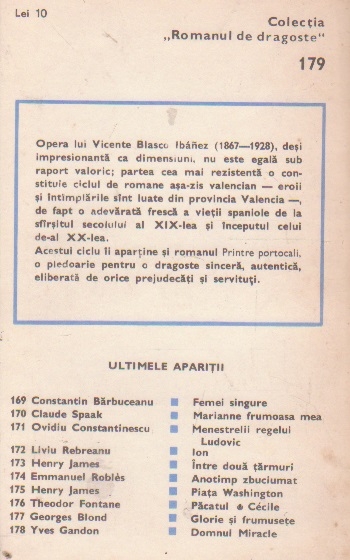 Lei 10
Colecția
„Romanul de dragoste“
179
Opera lui Vicente Blasco Ibáñez (1867—1928), deși
impresionantă ca dimensiuni, nu este egală sub
raport valoric; partea cea mai rezistentă o con-
stituie ciclul de romane așa-zis valencian — eroii
și întîmplările sînt luate din provincia Valencia —,
de fapt o adevărată frescă a vieții spaniole de la
sfîrșitul secolului al XIX-lea și începutul celui
de-al XX-lea.
Acestui ciclu îi aparține și romanul Printre portocali,
o pledoarie pentru o dragoste sinceră, autentică,
eliberată de orice prejudecăți și servituți.
ULTIMELE APARIȚII
169 Constantin Bărbuceanu ■ Femei singure
170 Claude Spaak ■ Marianne frumoasa mea
171 Ovidiu Constantinescu ■ Menestrelii regelui
Ludovic
172 Liviu Rebreanu ■ Ion
173 Henry James ■ Între două țărmuri
174 Emmanuel Roblès ■ Anotimp zbuciumat
175 Henry James ■ Piața Washington
176 Theodor Fontane ■ Păcatul ● Cécile
177 Georges Blond ■ Glorie și frumusețe
178 Yves Gandon ■ Domnul Miracle